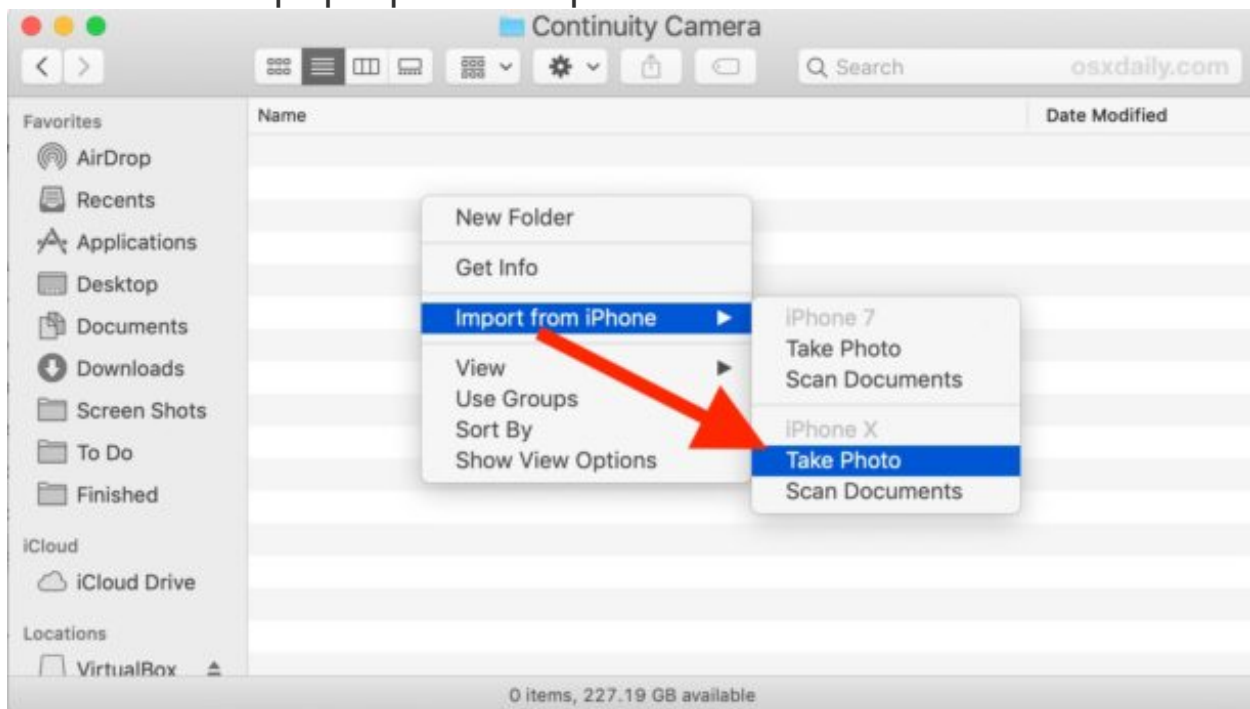 Continuity Camera
Search
osxdaily.com
Favorites
AirDrop
Recents
Applications
Desktop
Documents
Downloads
Screen Shots
To Do
Finished
iCloud
iCloud Drive
Locations
VirtualBox
Name
Date Modified
New Folder
Get Info
Import from iPhone
View
Use Groups
Sort By
Show View Options
iPhone 7
Take Photo
Scan Documents
iPhone X
Take Photo
Scan Documents
0 items, 227.19 GB available